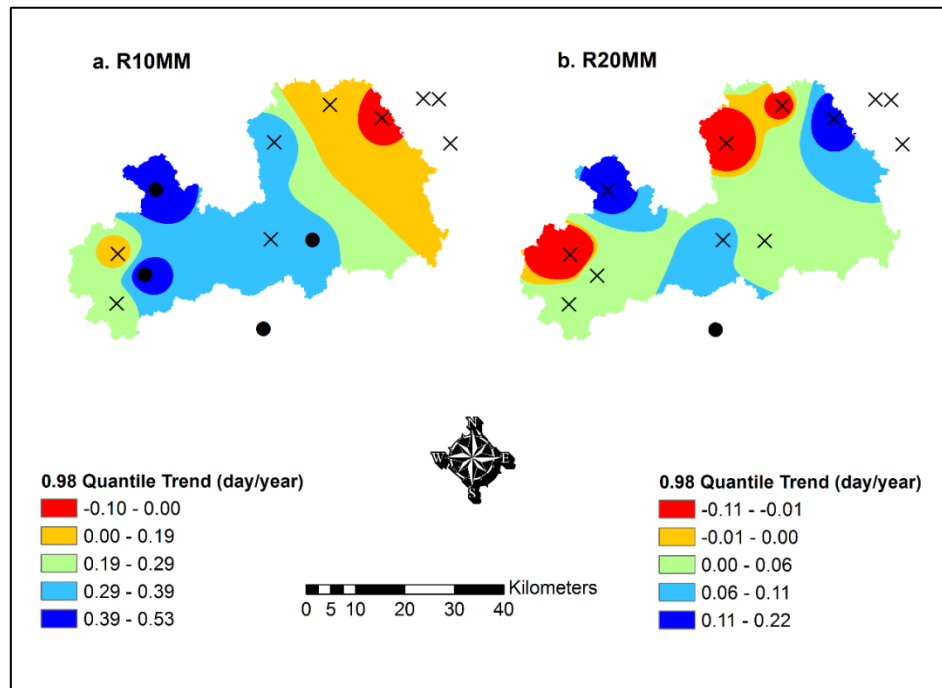 a. R10MM
b. R20MM
N
W E
S
0.98 Quantile Trend (day/year)
-0.10 - 0.00
0.00 - 0.19
0.19 - 0.29
0.29 - 0.39
0.39 - 0.53
Kilometers
0 5 10 20 30 40
0.98 Quantile Trend (day/year)
-0.11 - -0.01
-0.01 - 0.00
0.00 - 0.06
0.06 - 0.11
0.11 - 0.22